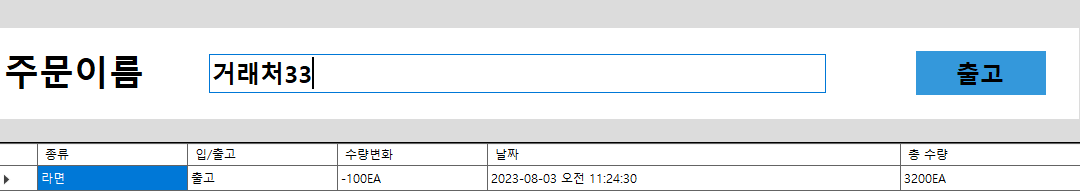 주문이름 거래처33 출고
종류 입/출고 수량변화 날짜 총 수량
라면 출고 -100EA 2023-08-03 오전 11:24:30 3200EA